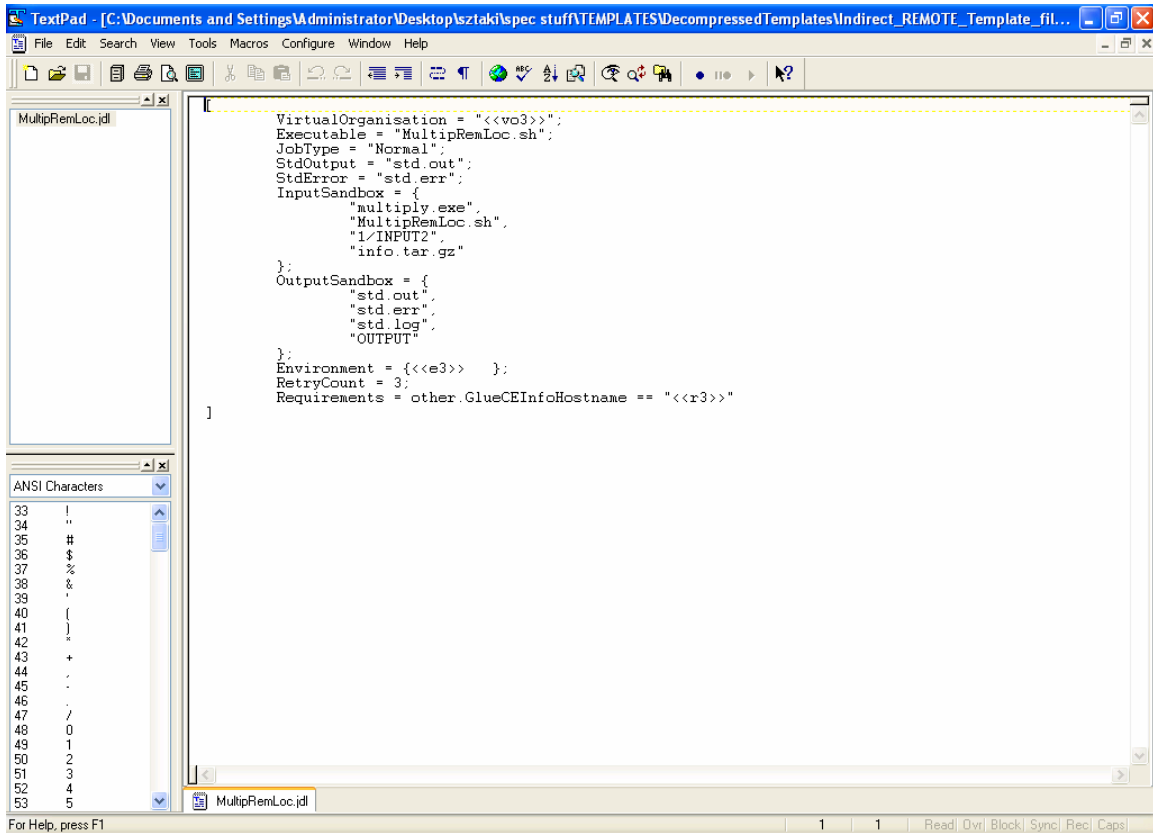 TextPad - [C:\Documents and Settings\Administrator\Desktop\sztaki\spec stuff\TEMPLATES\DecompressedTemplates\Indirect_REMOTE_Template_fil...
File Edit Search View Tools Macros Configure Window Help
MultipRemLoc.jdl
[
VirtualOrganisation = "<<vo3>>";
Executable = "MultipRemLoc.sh";
JobType = "Normal";
StdOutput = "std.out";
StdError = "std.err";
InputSandbox = {
"multiply.exe",
"MultipRemLoc.sh",
"1/INPUT2",
"info.tar.gz"
};
OutputSandbox = {
"std.out",
"std.err",
"std.log",
"OUTPUT"
};
Environment = {<<e3>> };
RetryCount = 3;
Requirements = other.GlueCEInfoHostname == "<<r3>>"
]
ANSI Characters
33 !
34 "
35 #
36 $
37 %
38 &
39 '
40 (
41 )
42 *
43 +
44 ,
45 -
46 .
47 /
48 0
49 1
50 2
51 3
52 4
53 5
MultipRemLoc.jdl
For Help, press F1
1 1 Read Ovr Block Sync Rec Caps